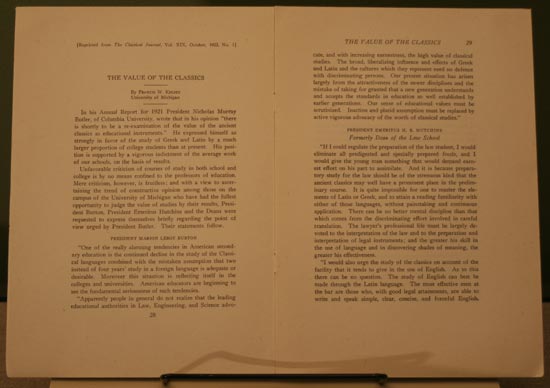 [Reprinted from The Classical Journal, Vol. XIX, October, 1923, No. 1]
THE VALUE OF THE CLASSICS
By Francis W. Kelsey
University of Michigan
In his Annual Report for 1921 President Nicholas Murray
Butler, of Columbia University, wrote that in his opinion "there
is shortly to be a re-examination of the value of the ancient
classics as educational instruments." He expressed himself as
strongly in favor of the study of Greek and Latin by a much
larger proportion of college students than at present. His posi-
tion is supported by a vigorous indictment of the average work
of our schools, on the basis of results.
Unfavorable criticism of courses of study in both school and
college is by no means confined to the professors of education.
Mere criticism, however, is fruitless; and with a view to ascer-
taining the trend of constructive opinion among those on the
campus of the University of Michigan who have had the fullest
opportunity to judge the value of studies by their results, Presi-
dent Burton, President Emeritus Hutchins and the Deans were
requested to express themselves briefly regarding the point of
view urged by President Butler. Their statements follow.
PRESIDENT MARION LEROY BURTON
"One of the really alarming tendencies in American second-
ary education is the continued decline in the study of the Classi-
cal languages combined with the mistaken assumption that two
instead of four years' study in a foreign language is adequate or
desirable. Moreover this situation is reflecting itself in the
colleges and universities. American educators are beginning to
see the fundamental seriousness of such tendencies.
"Apparently people in general do not realize that the leading
educational authorities in Law, Engineering, and Science advo-
28
THE VALUE OF THE CLASSICS 29
cate, and with increasing earnestness, the high value of classical
studies. The broad, liberalizing influence and effects of Greek
and Latin and the cultures which they represent need no defence
with discriminating persons. Our present situation has arisen
largely from the attractiveness of the newer disciplines and the
mistake of taking for granted that a new generation understands
and accepts the standards in education so well established by
earlier generations. Our sense of educational values must be
scrutinized. Inaction and placid assumption must be replaced by
active vigorous advocacy of the worth of classical studies."
PRESIDENT EMERITUS H. B. HUTCHINS
Formerly Dean of the Law School
"If I could regulate the preparation of the law student, I would
eliminate all predigested and specially prepared foods, and I
would give the young man something that would demand earn-
est effort on his part to assimilate. And it is because prepara-
tory study for the law should be of the strenuous kind that the
ancient classics may well have a prominent place in the prelimi-
nary course. It is quite impossible for one to master the ele-
ments of Latin or Greek, and to attain a reading familiarity with
either of those languages, without painstaking and continuous
application. There can be no better mental discipline than that
which comes from the discriminating effort involved in careful
translation. The lawyer's professional life must be largely de-
voted to the interpretation of the law and to the preparation and
interpretation of legal instruments; and the greater his skill in
the use of language and in discovering shades of meaning, the
greater his effectiveness.
"I would also urge the study of the classics on account of the
facility that it tends to give in the use of English. As to this
there can be no question. The study of English can best be
made through the Latin language. The most effective men at
the bar are those who, with good legal attainments, are able to
write and speak simple, clear, concise, and forceful English.